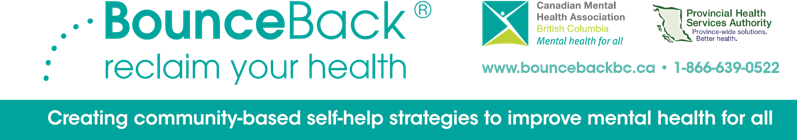 BounceBack®
reclaim your health
Canadian Mental
Health Association
British Columbia
Mental health for all
Provincial Health
Services Authority
Province-wide solutions.
Better health.
www.bouncebackbc.ca • 1-866-639-0522
Creating community-based self-help strategies to improve mental health for all